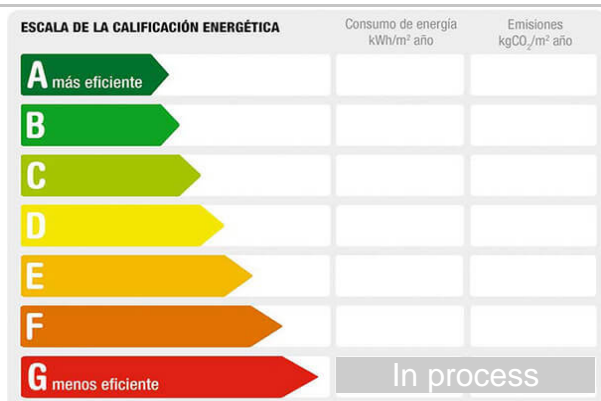 ESCALA DE LA CALIFICACIÓN ENERGÉTICA
Consumo de energía
kWh/m² año
Emisiones
kgCO₂/m² año
A más eficiente
B
C
D
E
F
G menos eficiente
In process